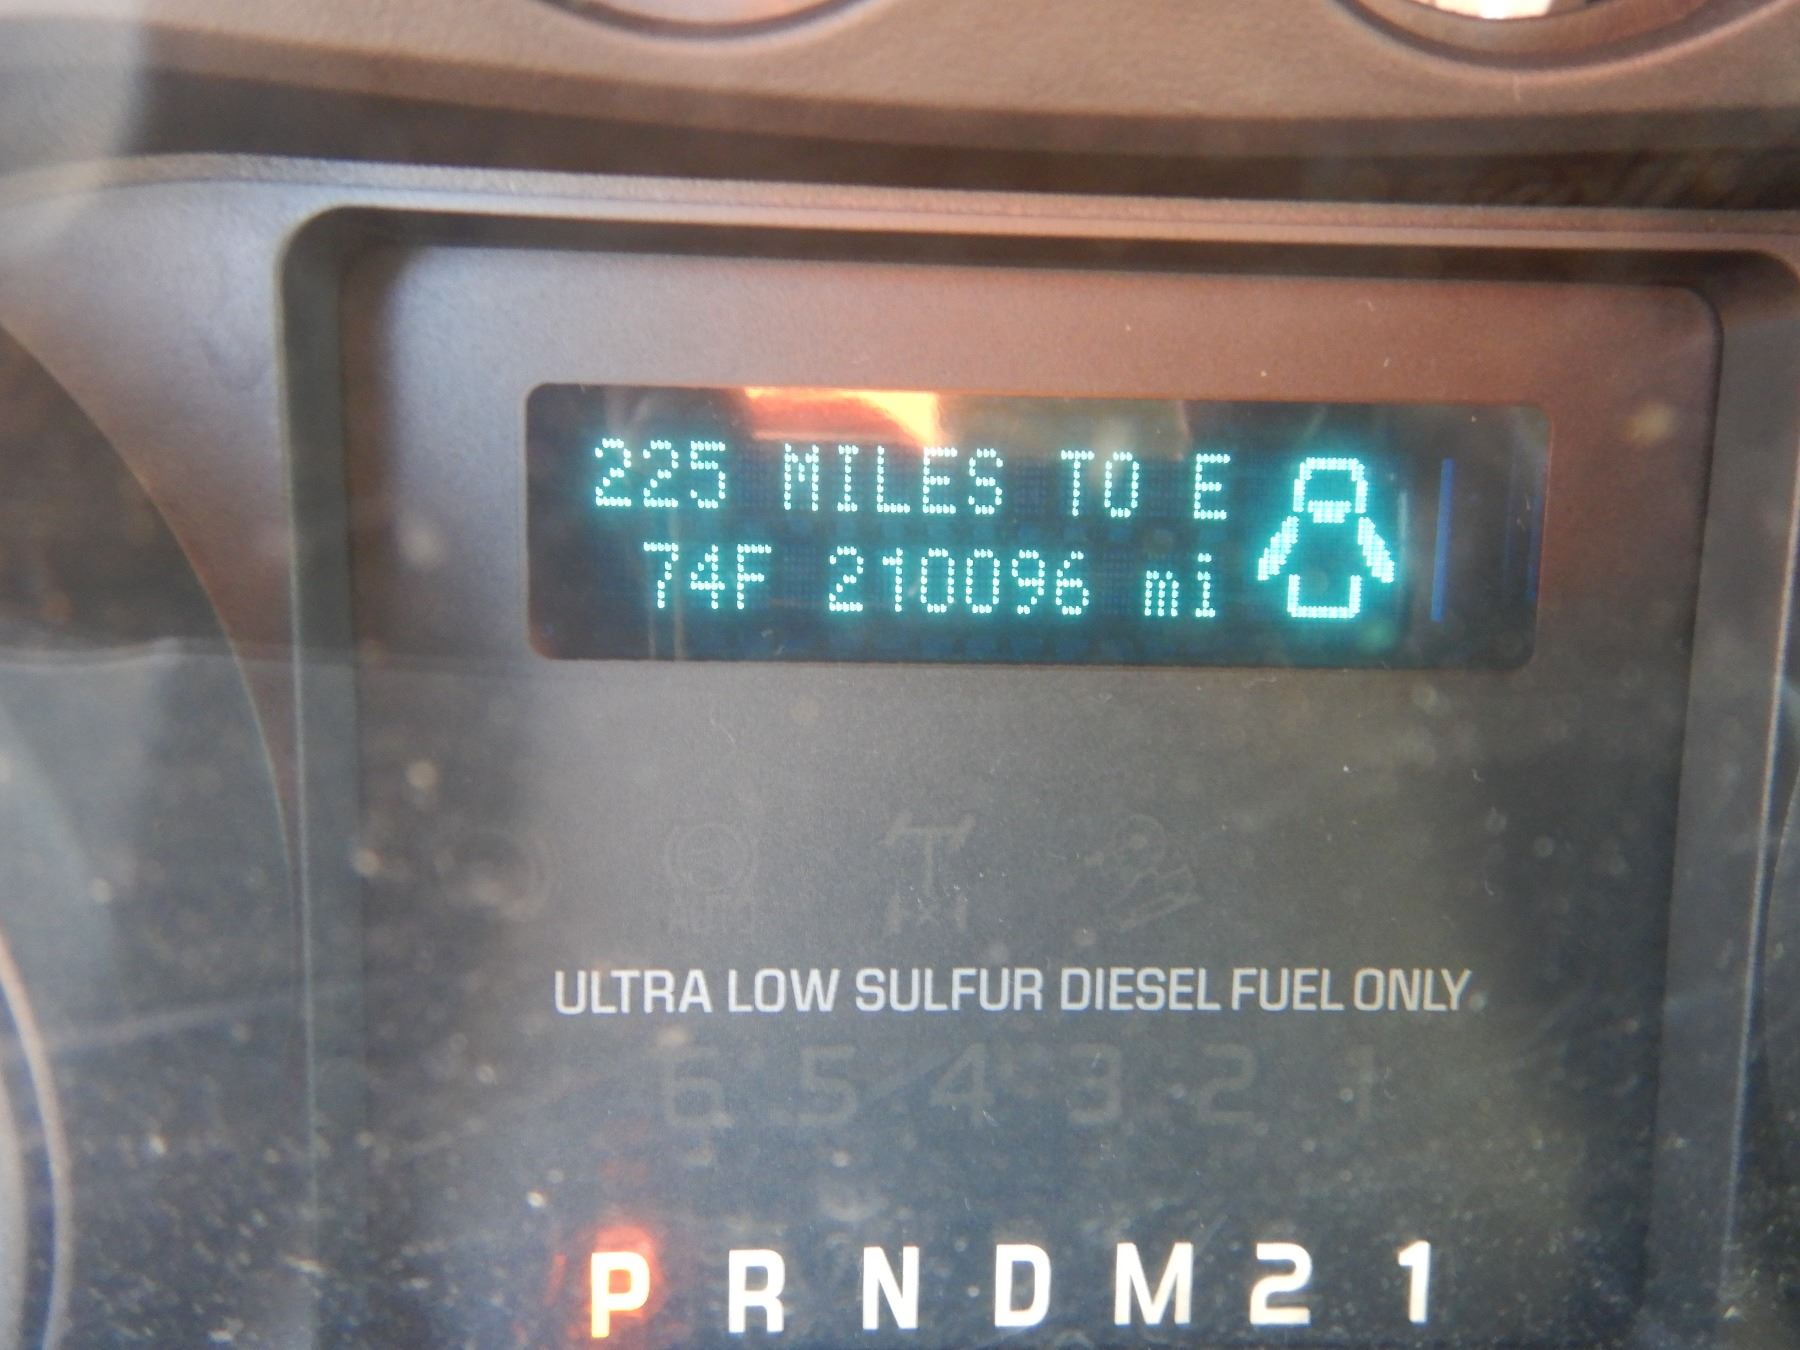 225 MILES TO E
74F 210096 mi
AUTO
ULTRA LOW SULFUR DIESEL FUEL ONLY
6 5 4 3 2 1
P R N D M 2 1